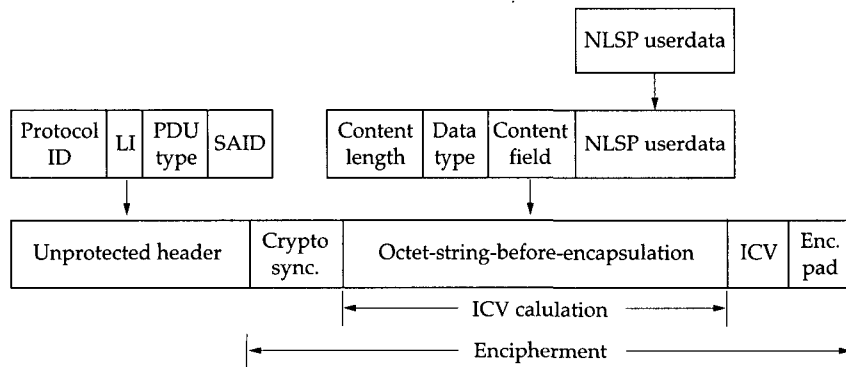 NLSP userdata
Protocol ID LI PDU type SAID
Content length Data type Content field NLSP userdata
Unprotected header Crypto sync. Octet-string-before-encapsulation ICV Enc. pad
ICV calulation
Encipherment